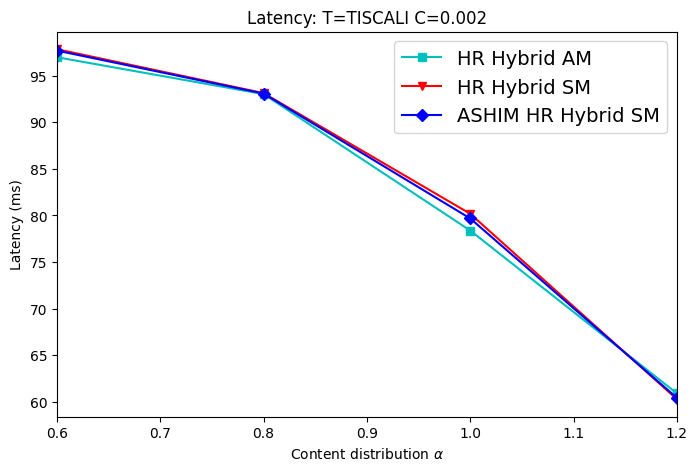 Latency: T=TISCALI C=0.002
HR Hybrid AM
HR Hybrid SM
ASHIM HR Hybrid SM
Latency (ms)
95
90
85
80
75
70
65
60
0.6 0.7 0.8 0.9 1.0 1.1 1.2
Content distribution α